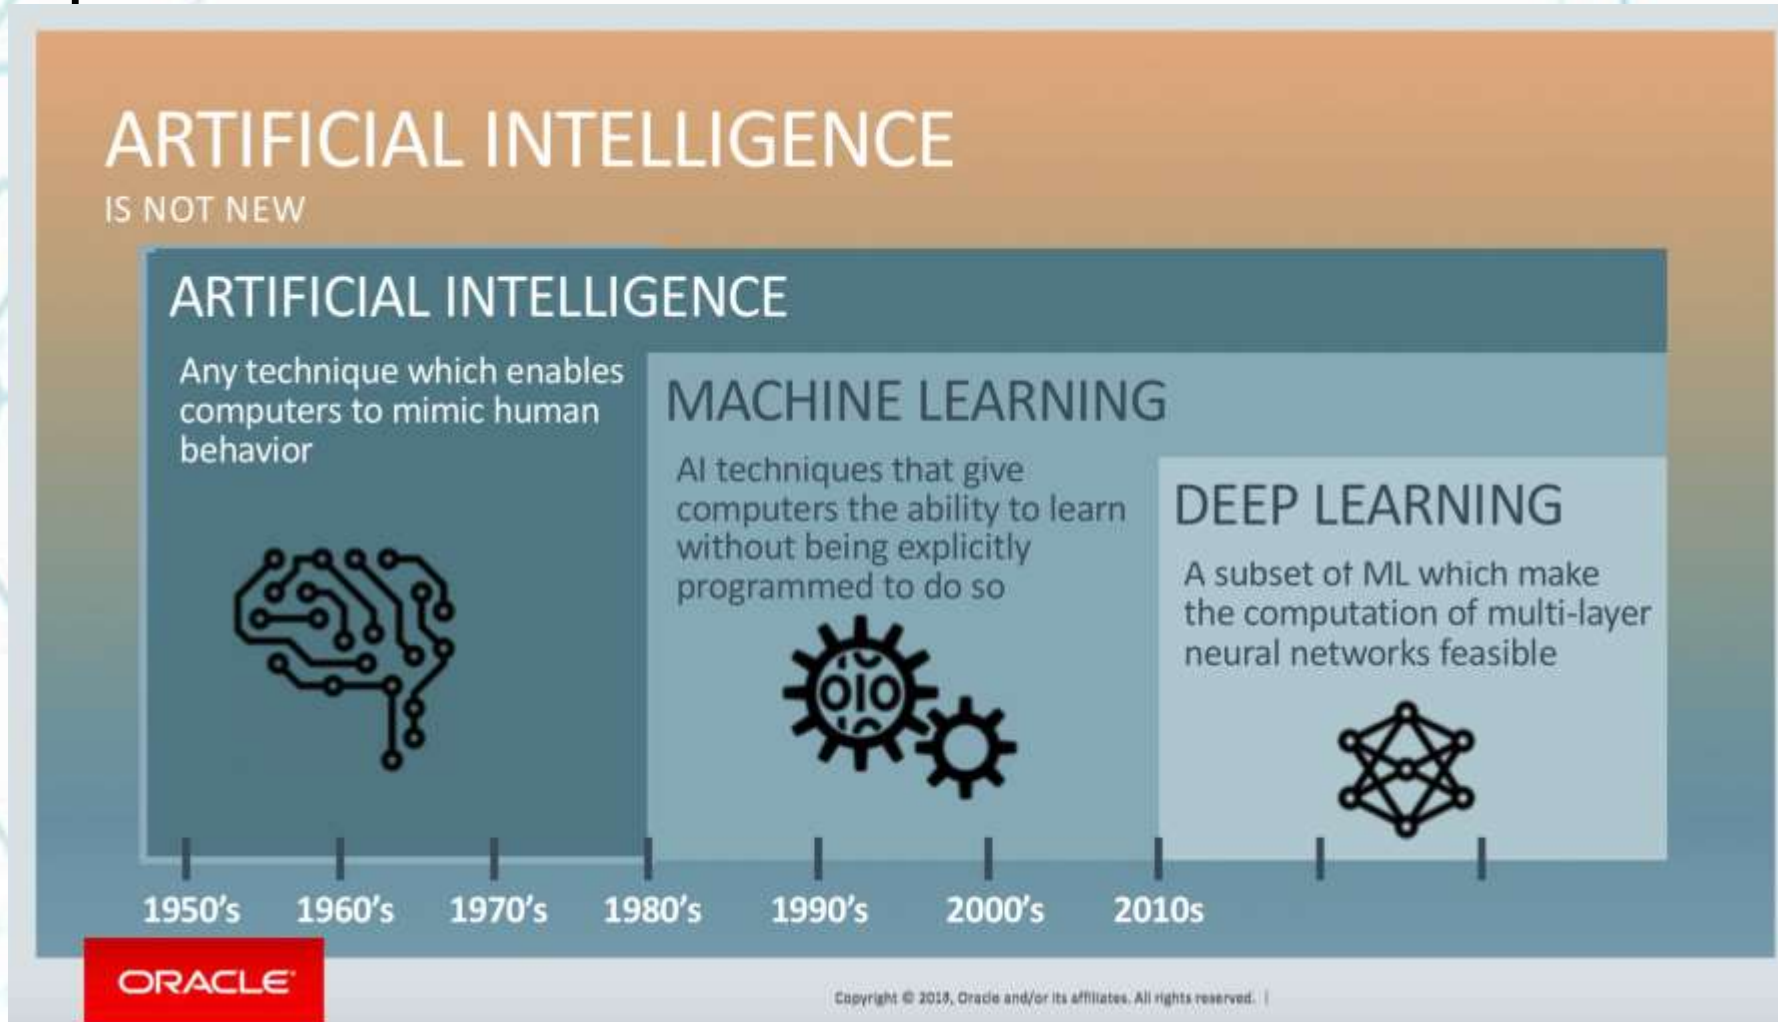 ARTIFICIAL INTELLIGENCE
IS NOT NEW
ARTIFICIAL INTELLIGENCE
Any technique which enables
computers to mimic human
behavior
MACHINE LEARNING
AI techniques that give
computers the ability to learn
without being explicitly
programmed to do so
DEEP LEARNING
A subset of ML which make
the computation of multi-layer
neural networks feasible
1950's 1960's 1970's 1980's 1990's 2000's 2010s
ORACLE
Copyright © 2018, Oracle and/or its affiliates. All rights reserved. |